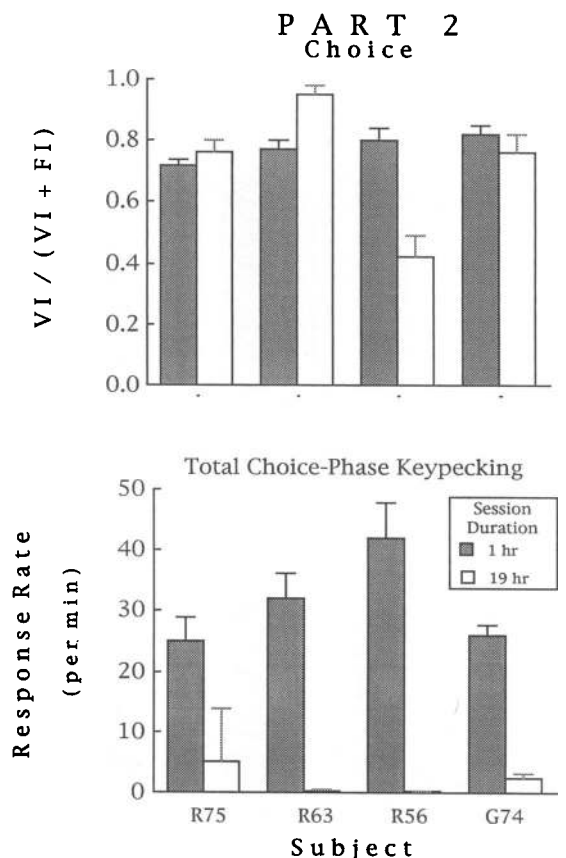 PART 2
Choice
VI / (VI + FI)
1.0
0.8
0.6
0.4
0.2
0.0
Total Choice-Phase Keypecking
Response Rate
(per min)
50
40
30
20
10
0
Session
Duration
1 hr
19 hr
R75 R63 R56 G74
Subject